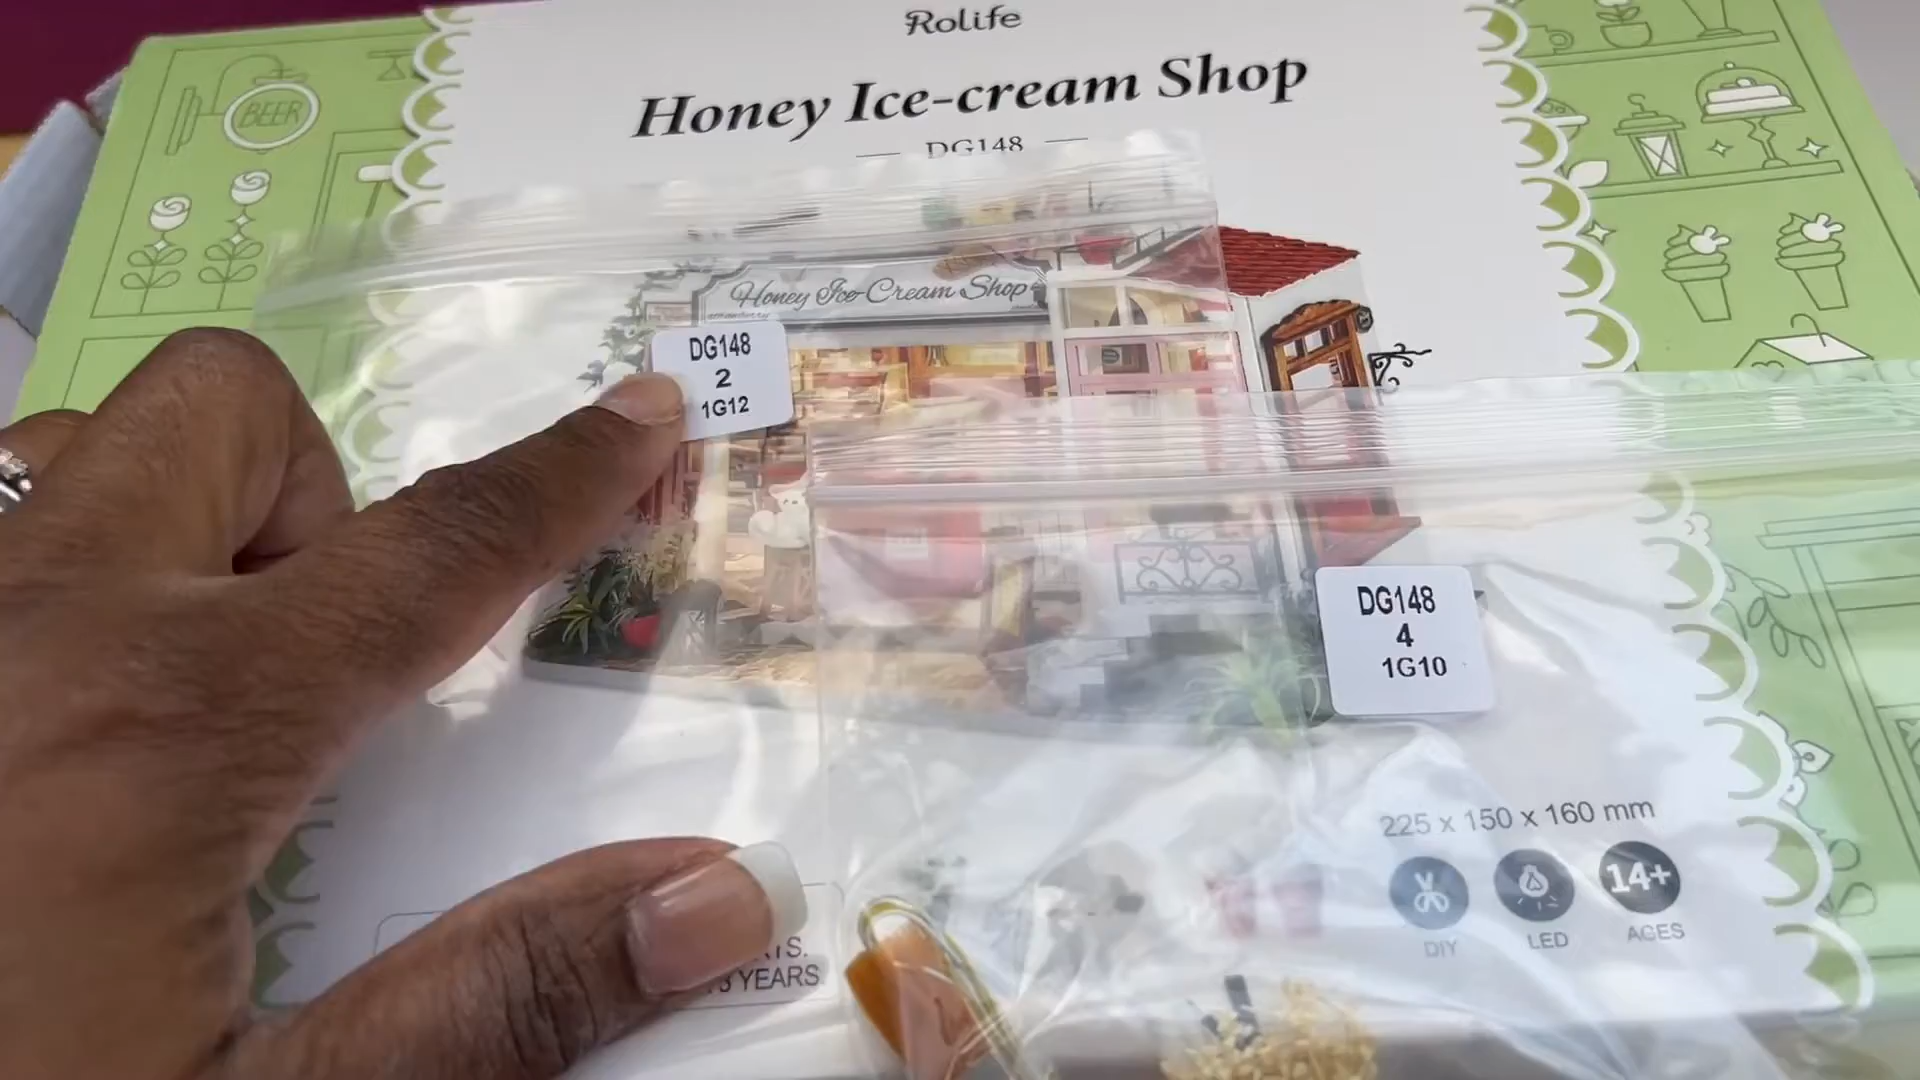 Rolife
Honey Ice-cream Shop
DG148
BEER
Honey Ice-Cream Shop
DG148
2
1G12
DG148
4
1G10
225 x 150 x 160 mm
14+
DIY
LED
AGES
YEARS.